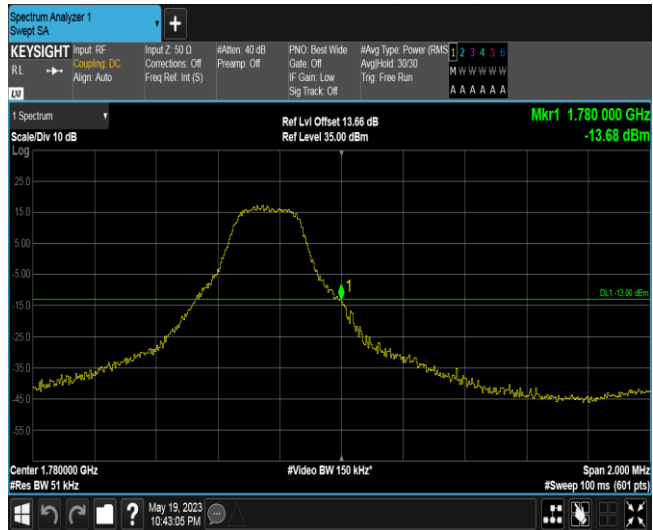 Spectrum Analyzer 1
Swept SA
KEYSIGHT
RL
LXI
Input: RF
Coupling: DC
Align: Auto
Input Z: 50 Ω
Corrections: Off
Freq Ref: Int (S)
#Atten: 40 dB
Preamp: Off
PNO: Best Wide
Gate: Off
IF Gain: Low
Sig Track: Off
#Avg Type: Power (RMS
Avg|Hold: 30/30
Trig: Free Run
1 2 3 4 5 6
M W W W W W
A A A A A A
1 Spectrum
Scale/Div 10 dB
Ref Lvl Offset 13.66 dB
Ref Level 35.00 dBm
Mkr1 1.780 000 GHz
-13.68 dBm
Log
25.0
15.0
5.00
-5.00
-15.0
-25.0
-35.0
-45.0
-55.0
1
DL1 -13.00 dBm
Center 1.780000 GHz
#Res BW 51 kHz
#Video BW 150 kHz*
Span 2.000 MHz
#Sweep 100 ms (601 pts)
?
May 19, 2023
10:43:05 PM